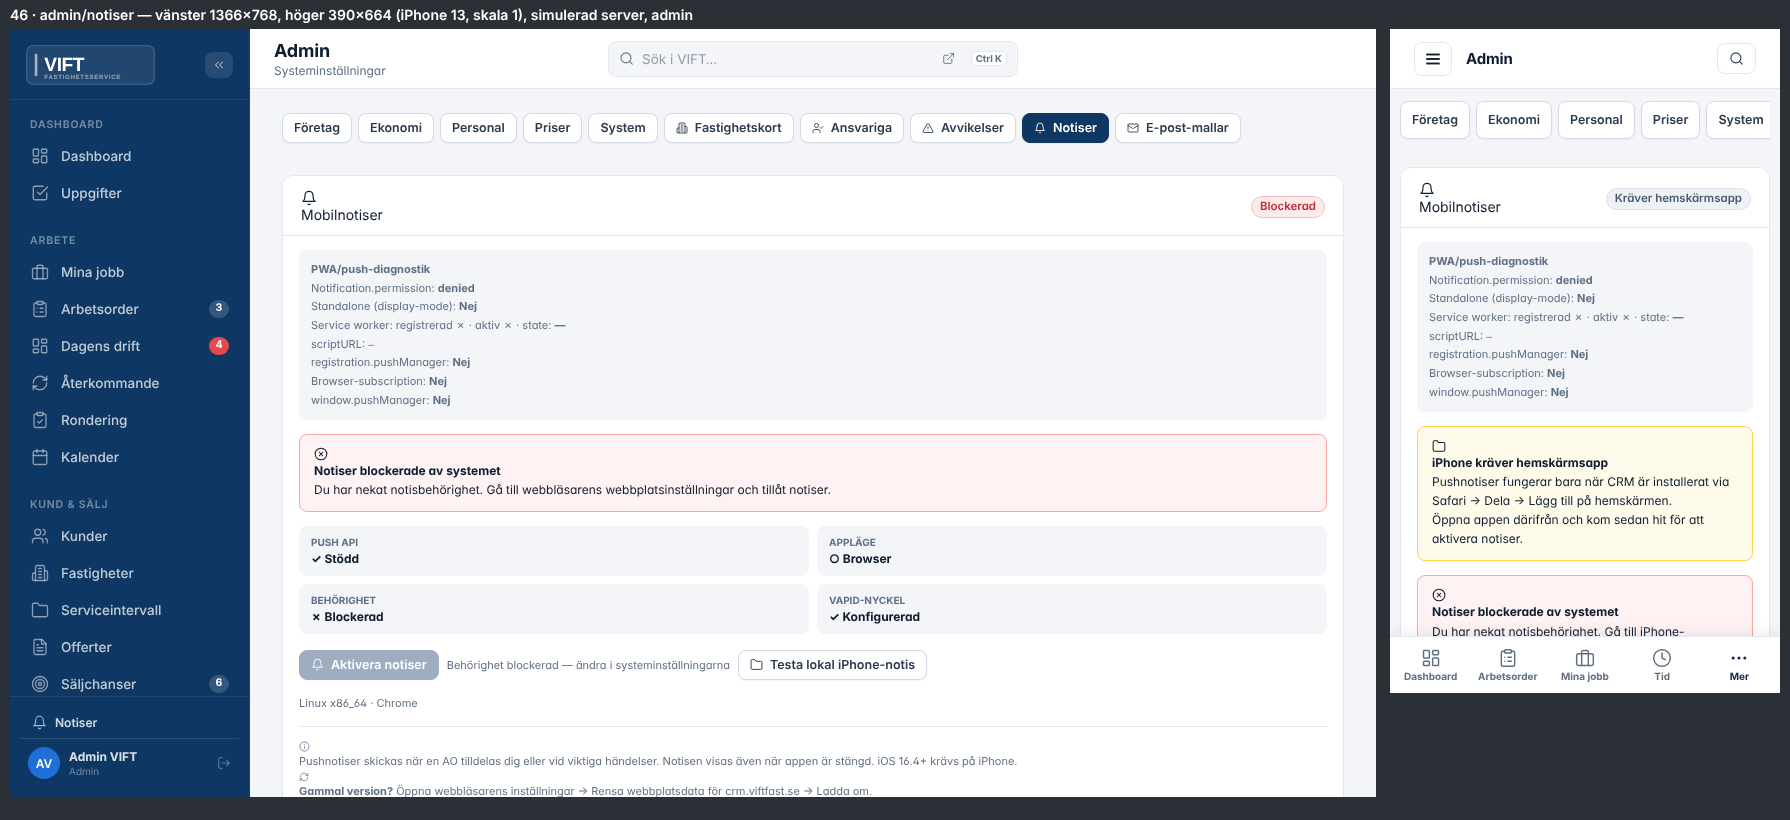 46 · admin/notiser — vänster 1366×768, höger 390×664 (iPhone 13, skala 1), simulerad server, admin
VIFT
FASTIGHETSSERVICE
«
DASHBOARD
Dashboard
Uppgifter
ARBETE
Mina jobb
Arbetsorder 3
Dagens drift 4
Återkommande
Rondering
Kalender
KUND & SÄLJ
Kunder
Fastigheter
Serviceintervall
Offerter
Säljchanser 6
Notiser
AV
Admin VIFT
Admin
Admin
Systeminställningar
Sök i VIFT... Ctrl K
Företag Ekonomi Personal Priser System Fastighetskort Ansvariga Avvikelser Notiser E-post-mallar
Mobilnotiser
Blockerad
PWA/push-diagnostik
Notification.permission: denied
Standalone (display-mode): Nej
Service worker: registrerad × · aktiv × · state: —
scriptURL: –
registration.pushManager: Nej
Browser-subscription: Nej
window.pushManager: Nej
Notiser blockerade av systemet
Du har nekat notisbehörighet. Gå till webbläsarens webbplatsinställningar och tillåt notiser.
PUSH API
✓ Stödd
APPLÄGE
○ Browser
BEHÖRIGHET
× Blockerad
VAPID-NYCKEL
✓ Konfigurerad
Aktivera notiser Behörighet blockerad — ändra i systeminställningarna Testa lokal iPhone-notis
Linux x86_64 · Chrome
Pushnotiser skickas när en AO tilldelas dig eller vid viktiga händelser. Notisen visas även när appen är stängd. iOS 16.4+ krävs på iPhone.
Gammal version? Öppna webbläsarens inställningar → Rensa webbplatsdata för crm.viftfast.se → Ladda om.
Admin
Företag Ekonomi Personal Priser System
Mobilnotiser
Kräver hemskärmsapp
PWA/push-diagnostik
Notification.permission: denied
Standalone (display-mode): Nej
Service worker: registrerad × · aktiv × · state: —
scriptURL: –
registration.pushManager: Nej
Browser-subscription: Nej
window.pushManager: Nej
iPhone kräver hemskärmsapp
Pushnotiser fungerar bara när CRM är installerat via
Safari → Dela → Lägg till på hemskärmen.
Öppna appen därifrån och kom sedan hit för att
aktivera notiser.
Notiser blockerade av systemet
Du har nekat notisbehörighet. Gå till iPhone-
Dashboard Arbetsorder Mina jobb Tid Mer